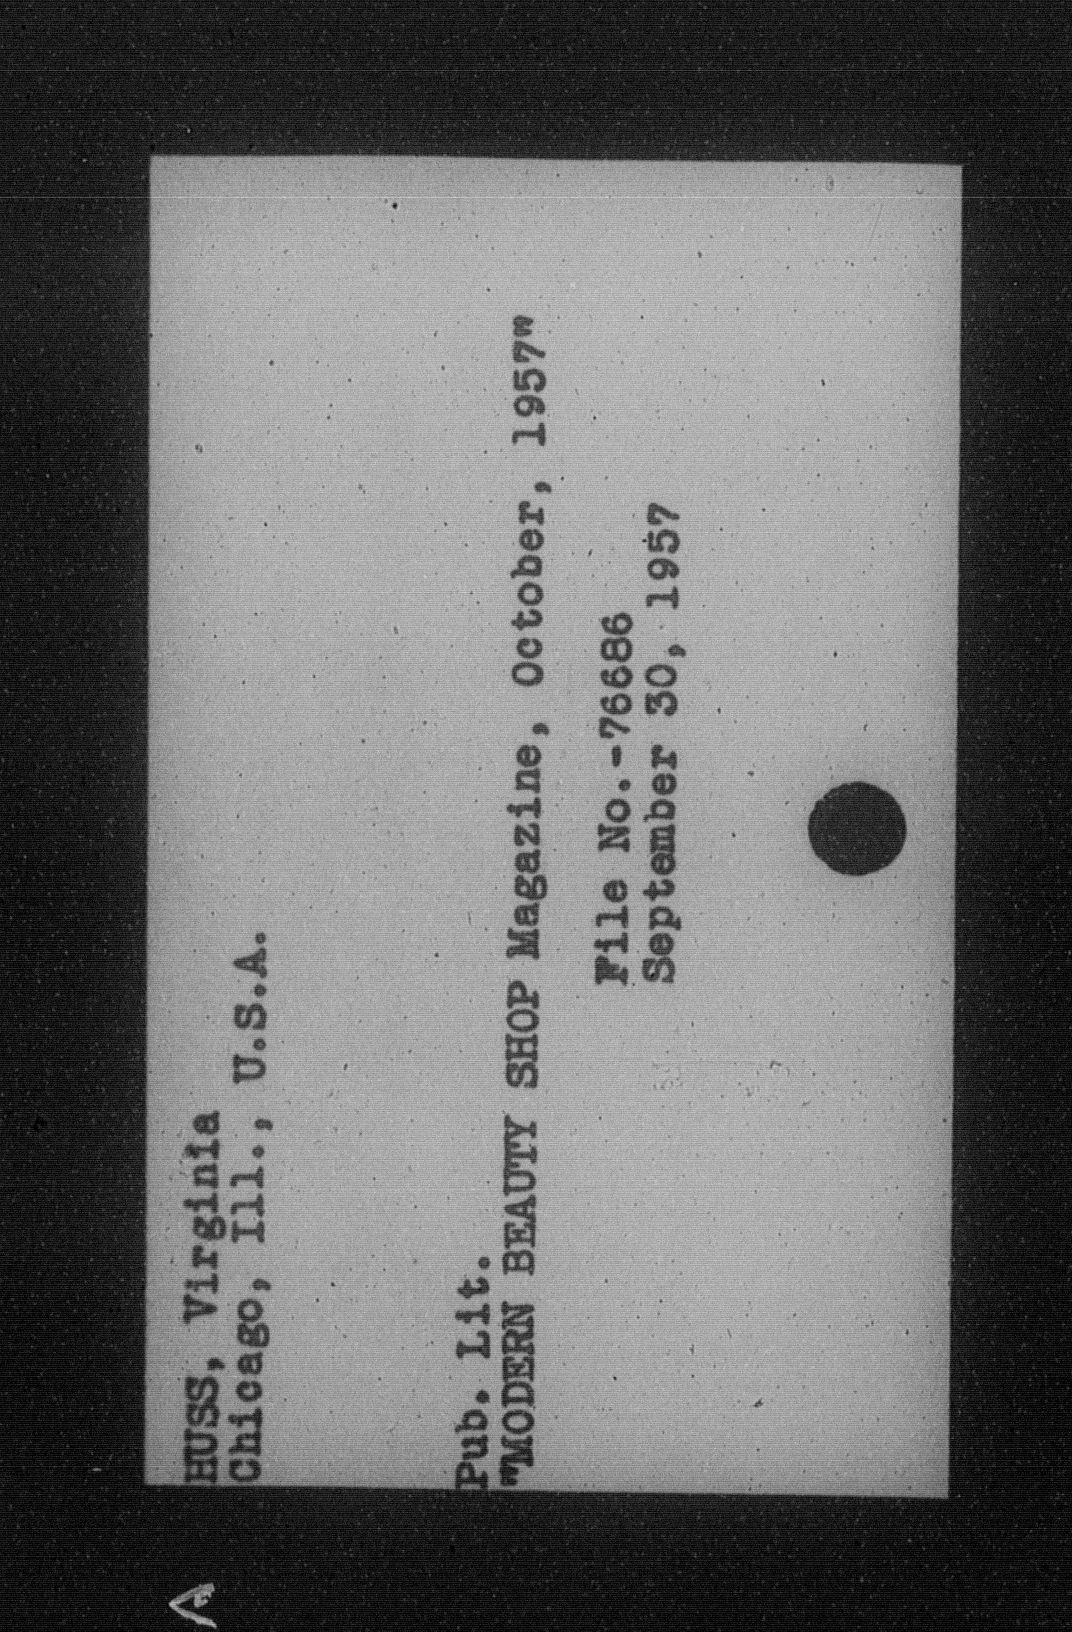 HUSS, Virginia
Chicago, Ill., U.S.A.
Pub. Lit.
"MODERN BEAUTY SHOP Magazine, October, 1957"
File No.-76686
September 30, 1957